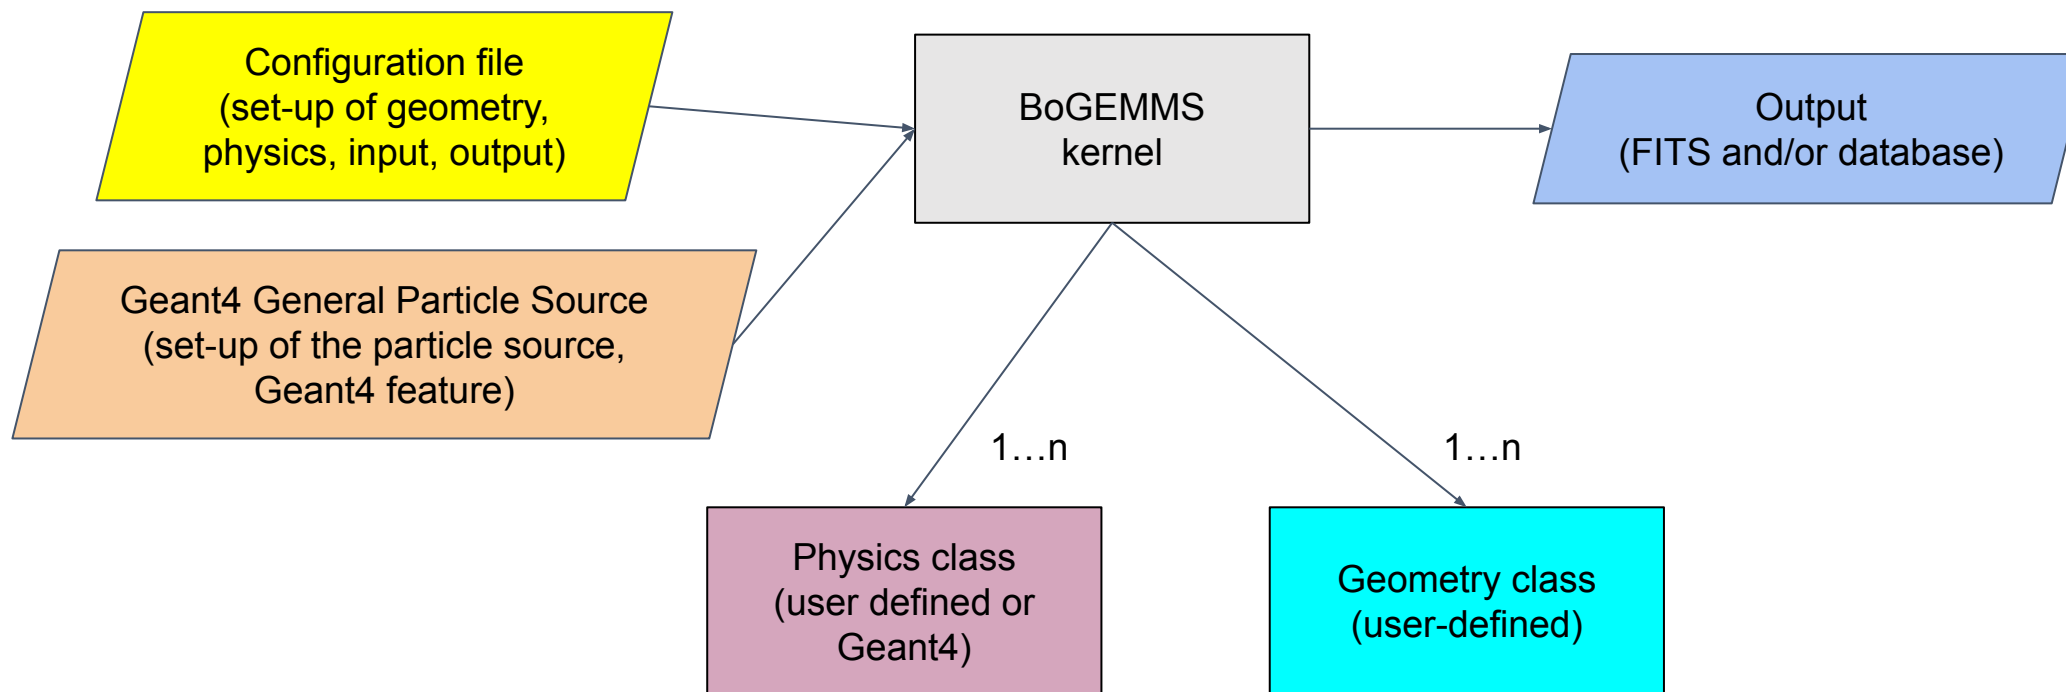 Configuration file
(set-up of geometry,
physics, input, output)
BoGEMMS
kernel
Output
(FITS and/or database)
Geant4 General Particle Source
(set-up of the particle source,
Geant4 feature)
1...n
1...n
Physics class
(user defined or
Geant4)
Geometry class
(user-defined)